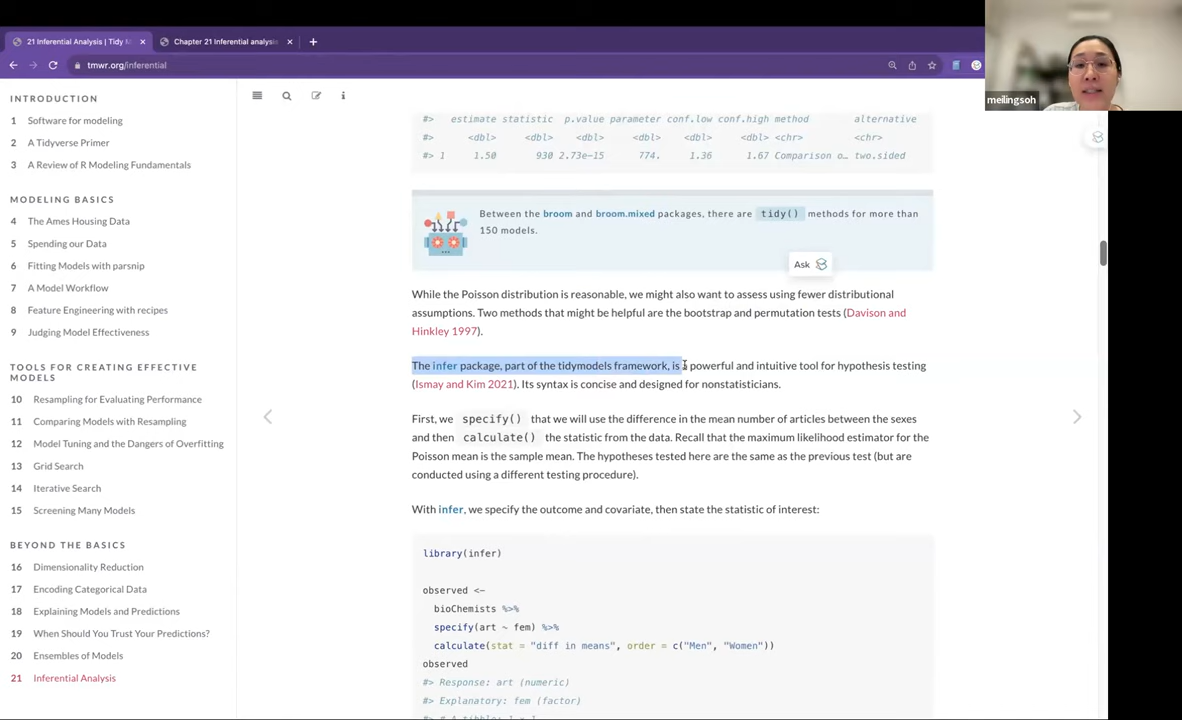 21 Inferential Analysis | Tidy M
Chapter 21 Inferential analysis
tmwr.org/inferential
meilingsoh
INTRODUCTION
1 Software for modeling
2 A Tidyverse Primer
3 A Review of R Modeling Fundamentals
MODELING BASICS
4 The Ames Housing Data
5 Spending our Data
6 Fitting Models with parsnip
7 A Model Workflow
8 Feature Engineering with recipes
9 Judging Model Effectiveness
TOOLS FOR CREATING EFFECTIVE
MODELS
10 Resampling for Evaluating Performance
11 Comparing Models with Resampling
12 Model Tuning and the Dangers of Overfitting
13 Grid Search
14 Iterative Search
15 Screening Many Models
BEYOND THE BASICS
16 Dimensionality Reduction
17 Encoding Categorical Data
18 Explaining Models and Predictions
19 When Should You Trust Your Predictions?
20 Ensembles of Models
21 Inferential Analysis
#> estimate statistic p.value parameter conf.low conf.high method alternative
#> <dbl> <dbl> <dbl> <dbl> <dbl> <dbl> <chr> <chr>
#> 1 1.50 930 2.73e-15 774. 1.36 1.67 Comparison o… two.sided
Between the broom and broom.mixed packages, there are tidy() methods for more than
150 models.
Ask
While the Poisson distribution is reasonable, we might also want to assess using fewer distributional
assumptions. Two methods that might be helpful are the bootstrap and permutation tests (Davison and
Hinkley 1997).
The infer package, part of the tidymodels framework, is a powerful and intuitive tool for hypothesis testing
(Ismay and Kim 2021). Its syntax is concise and designed for nonstatisticians.
First, we specify() that we will use the difference in the mean number of articles between the sexes
and then calculate() the statistic from the data. Recall that the maximum likelihood estimator for the
Poisson mean is the sample mean. The hypotheses tested here are the same as the previous test (but are
conducted using a different testing procedure).
With infer, we specify the outcome and covariate, then state the statistic of interest:
library(infer)
observed <-
bioChemists %>%
specify(art ~ fem) %>%
calculate(stat = "diff in means", order = c("Men", "Women"))
observed
#> Response: art (numeric)
#> Explanatory: fem (factor)